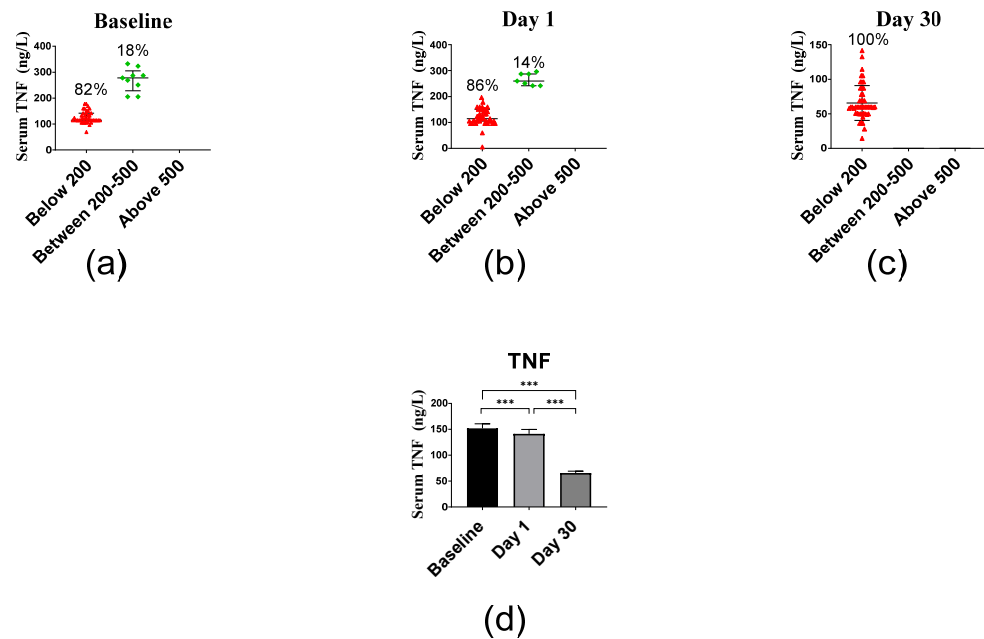 Baseline
Serum TNF (ng/L)
400
300
200
100
0
82%
18%
Below 200
Between 200-500
Above 500
(a)
Day 1
Serum TNF (ng/L)
400
300
200
100
0
86%
14%
Below 200
Between 200-500
Above 500
(b)
Day 30
Serum TNF (ng/L)
150
100
50
0
100%
Below 200
Between 200-500
Above 500
(c)
TNF
Serum TNF (ng/L)
200
150
100
50
0
***
***
***
Baseline
Day 1
Day 30
(d)